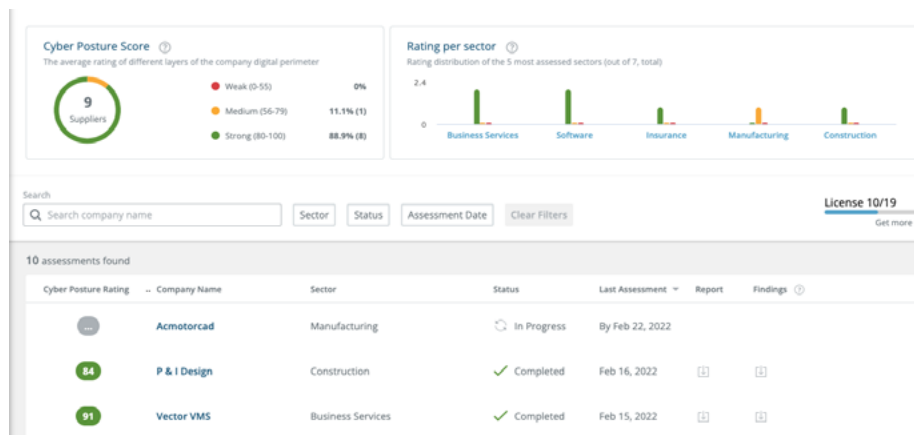 Cyber Posture Score
The average rating of different layers of the company digital perimeter
9
Suppliers
Weak (0-55) 0%
Medium (56-79) 11.1% (1)
Strong (80-100) 88.9% (8)
Rating per sector
Rating distribution of the 5 most assessed sectors (out of 7, total)
2.4
0
Business Services Software Insurance Manufacturing Construction
Search
Search company name
Sector Status Assessment Date Clear Filters
License 10/19
Get more
10 assessments found
Cyber Posture Rating .. Company Name Sector Status Last Assessment Report Findings
... Acmotorcad Manufacturing In Progress By Feb 22, 2022
84 P & I Design Construction Completed Feb 16, 2022
91 Vector VMS Business Services Completed Feb 15, 2022